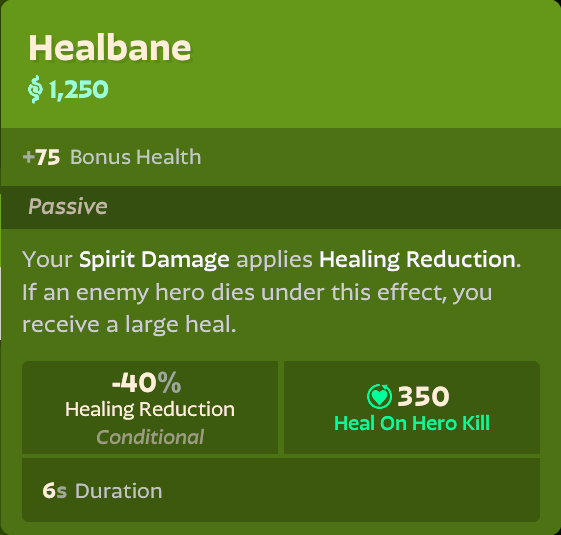 Healbane
1,250
+75 Bonus Health
Passive
Your Spirit Damage applies Healing Reduction.
If an enemy hero dies under this effect, you
receive a large heal.
-40%
Healing Reduction
Conditional
350
Heal On Hero Kill
6s Duration